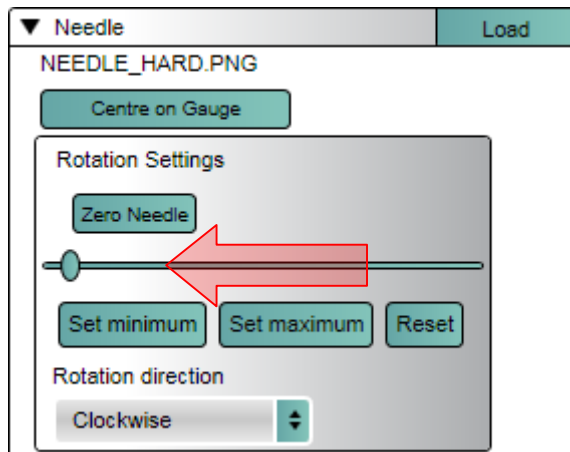 Needle Load
NEEDLE_HARD.PNG
Centre on Gauge
Rotation Settings
Zero Needle
Set minimum Set maximum Reset
Rotation direction
Clockwise